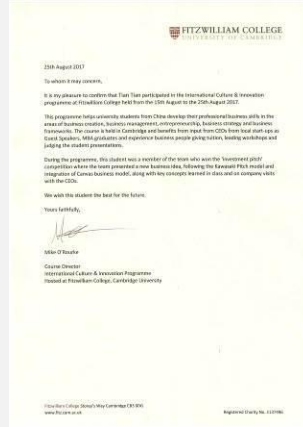 FITZWILLIAM COLLEGE
UNIVERSITY OF CAMBRIDGE
25th August 2017
To whom it may concern,
It is my pleasure to confirm that Tian Tian participated in the International Culture & Innovation
programme at Fitzwilliam College held from the 15th August to the 25th August 2017.
This programme helps university students from China develop their professional business skills in the
areas of business creation, business management, entrepreneurship, business strategy and business
frameworks. The course is held in Cambridge and benefits from input from CEOs from local start-ups as
Guest Speakers, MBA graduates and experience business people giving tuition, leading workshops and
judging the student presentations.
During the programme, this student was a member of the team who won the 'investment pitch'
competition where the team presented a new business idea, following the Kawasaki Pitch model and
integration of Canvas business model, along with key concepts learned in class and on company visits
with the CEOs.
We wish this student the best for the future.
Yours faithfully,
Mike O'Rourke
Course Director
International Culture & Innovation Programme
Hosted at Fitzwilliam College, Cambridge University
Fitzwilliam College Storey's Way Cambridge CB3 0DG
www.fitz.cam.ac.uk
Registered Charity No.